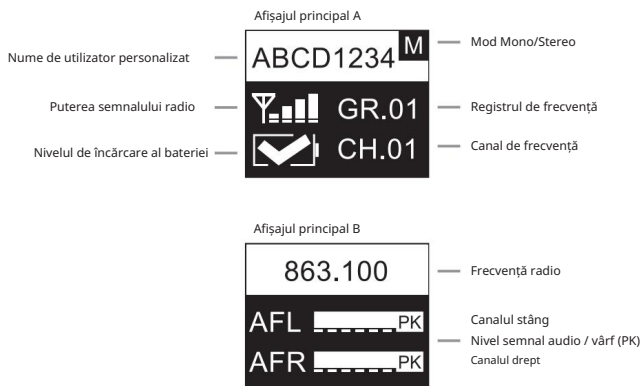 Afișajul principal A
Nume de utilizator personalizat
ABCD1234 M
Mod Mono/Stereo
Puterea semnalului radio
GR.01
Registrul de frecvență
Nivelul de încărcare al bateriei
CH.01
Canal de frecvență
Afișajul principal B
863.100
Frecvență radio
AFL PK
Canalul stâng
Nivel semnal audio / vârf (PK)
AFR PK
Canalul drept